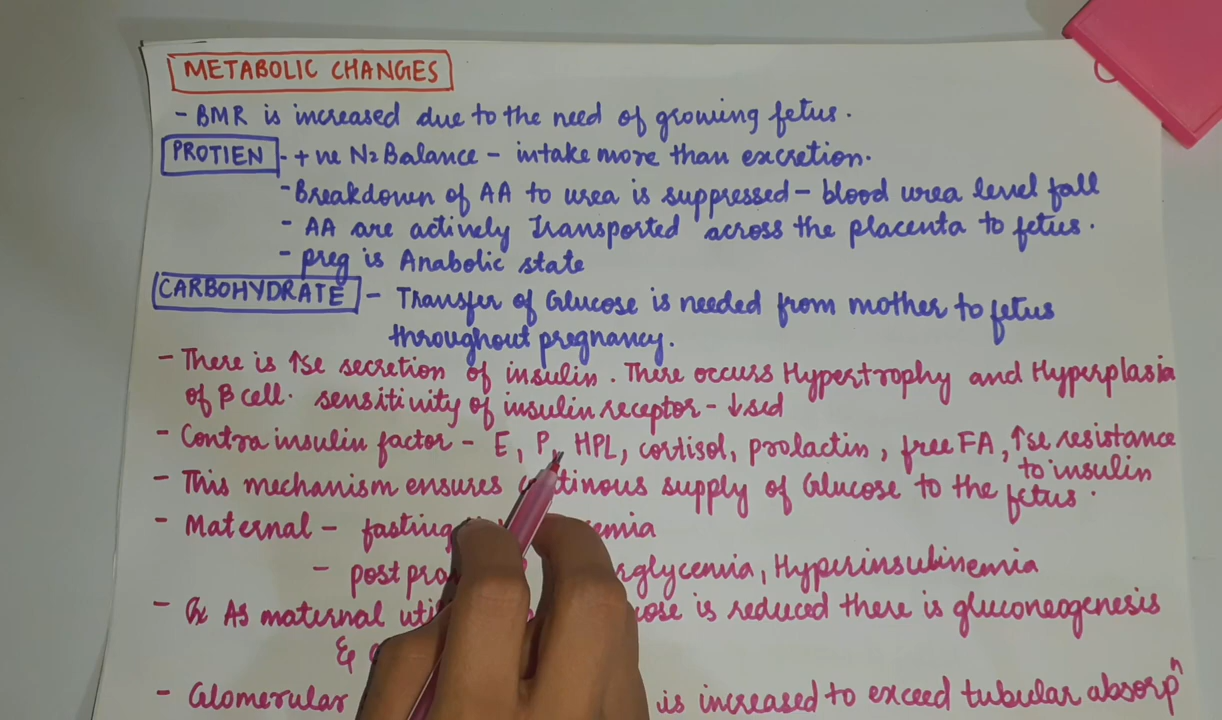 METABOLIC CHANGES
- BMR is increased due to the need of growing fetus.
PROTIEN - +ve N2 Balance - intake more than excretion.
- Breakdown of AA to urea is suppressed - blood urea level fall
- AA are actively Transported across the placenta to fetus.
- preg is Anabolic state
CARBOHYDRATE - Transfer of Glucose is needed from mother to fetus
throughout pregnancy.
- There is ↑se secretion of insulin. There occurs Hypertrophy and Hyperplasia
of B cell. sensitivity of insulin receptor - ↓sed
- Contra insulin factor - E, P, HPL, cortisol, prolactin, free FA, ↑se resistance
to insulin
- This mechanism ensures supply of Glucose to the fetus.
- Maternal - fasting
- post Hyperinsulinemia
- As maternal is reduced there is gluconeogenesis
&
- Glomerular is increased to exceed tubular absorpⁿ